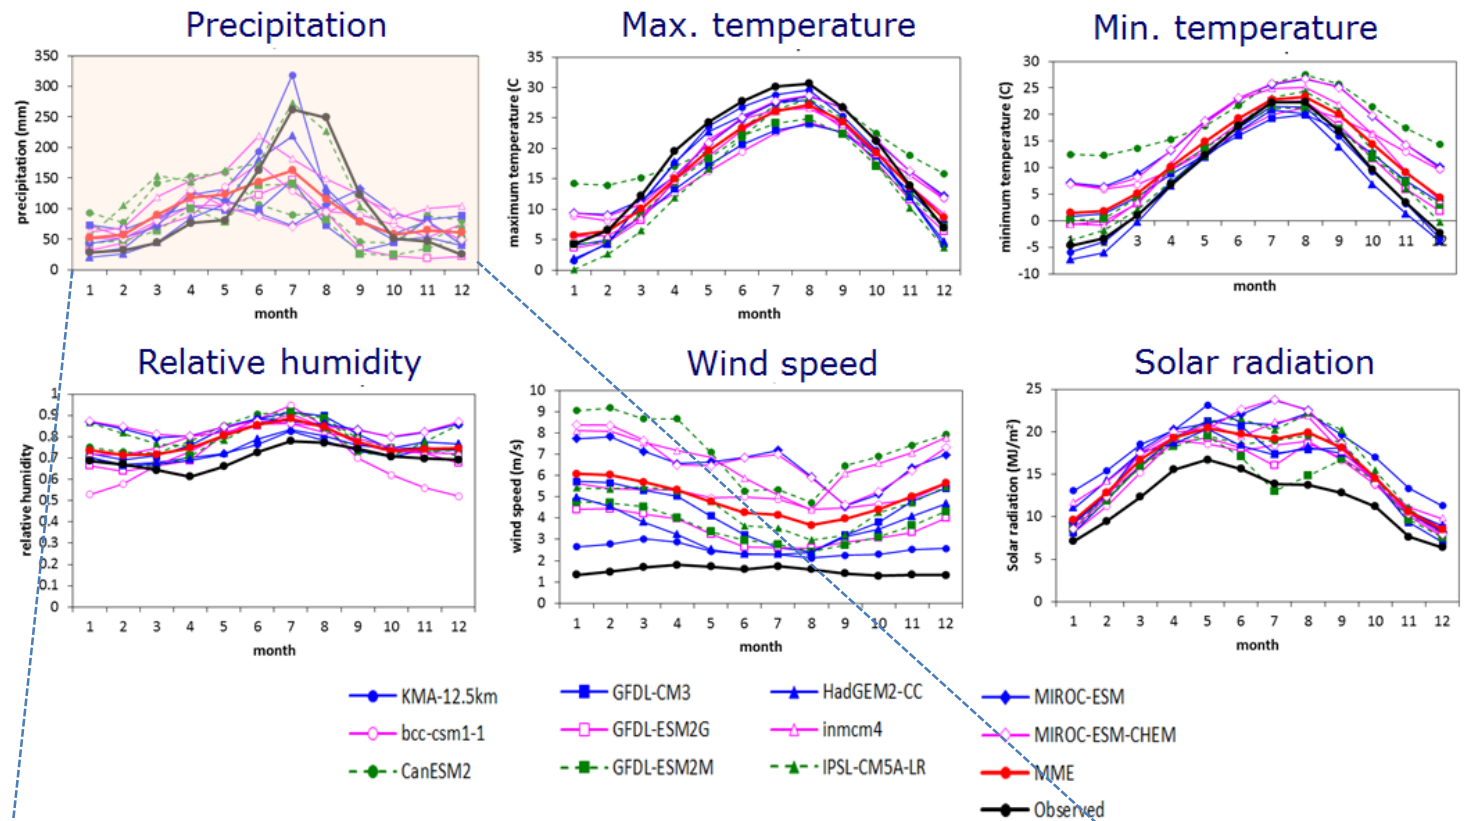 Precipitation
Max. temperature
Min. temperature
precipitation (mm)
350
300
250
200
150
100
50
0
1 2 3 4 5 6 7 8 9 10 11 12
month
maximum temperature (C
35
30
25
20
15
10
5
0
1 2 3 4 5 6 7 8 9 10 11 12
month
minimum temperature (C)
30
25
20
15
10
5
0
-5
-10
3 4 5 6 7 8 9 10 11 12
month
Relative humidity
Wind speed
Solar radiation
relative humidity
1
0.9
0.8
0.7
0.6
0.5
0.4
0.3
0.2
0.1
0
1 2 3 4 5 6 7 8 9 10 11 12
month
wind speed (m/s)
10
9
8
7
6
5
4
3
2
1
0
1 2 3 4 5 6 7 8 9 10 11 12
month
Solar radiation (MJ/m²)
25
20
15
10
5
0
1 2 3 4 5 6 7 8 9 10 11 12
month
KMA-12.5km
GFDL-CM3
HadGEM2-CC
MIROC-ESM
bcc-csm1-1
GFDL-ESM2G
inmcm4
MIROC-ESM-CHEM
CanESM2
GFDL-ESM2M
IPSL-CM5A-LR
MME
Observed